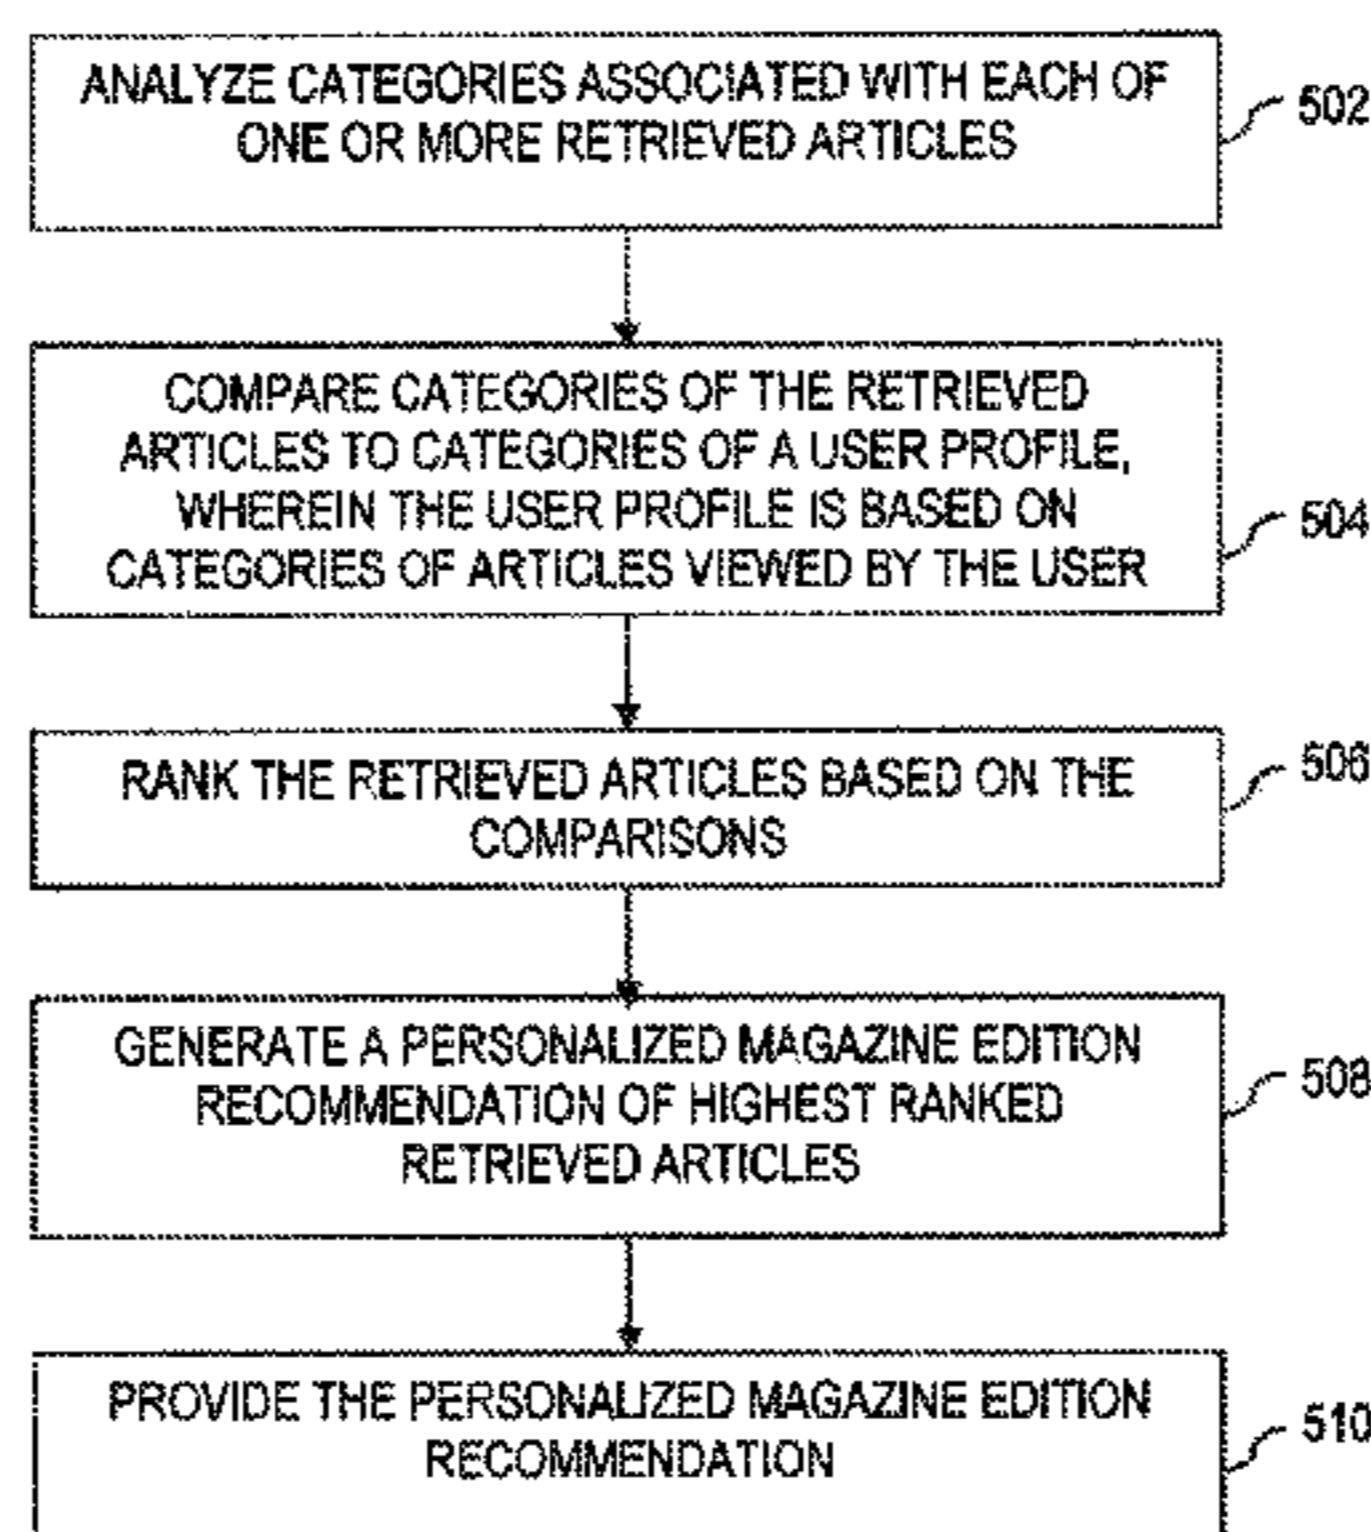 ANALYZE CATEGORIES ASSOCIATED WITH EACH OF
ONE OR MORE RETRIEVED ARTICLES
502
COMPARE CATEGORIES OF THE RETRIEVED
ARTICLES TO CATEGORIES OF A USER PROFILE,
WHEREIN THE USER PROFILE IS BASED ON
CATEGORIES OF ARTICLES VIEWED BY THE USER
504
RANK THE RETRIEVED ARTICLES BASED ON THE
COMPARISONS
506
GENERATE A PERSONALIZED MAGAZINE EDITION
RECOMMENDATION OF HIGHEST RANKED
RETRIEVED ARTICLES
508
PROVIDE THE PERSONALIZED MAGAZINE EDITION
RECOMMENDATION
510